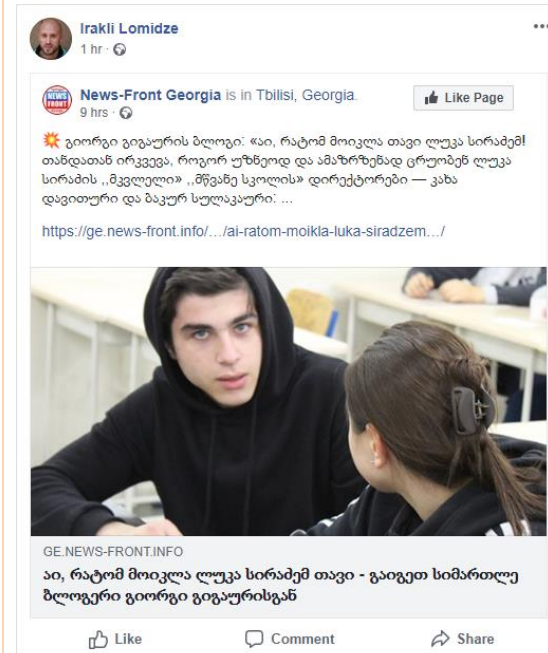 Irakli Lomidze
1 hr ·
NEWS FRONT
News-Front Georgia is in Tbilisi, Georgia.
Like Page
9 hrs ·
გიორგი გიგაურის ბლოგი: «აი, რატომ მოიკლა თავი ლუკა სირაძემ!
თანდათან ირკვევა, როგორ უზნეოდ და ამაზრზენად ცრუობენ ლუკა
სირაძის ,,მკვლელი» ,,მწვანე სკოლის» დირექტორები — კახა
დავითური და ბაკურ სულაკაური: ...
https://ge.news-front.info/…/ai-ratom-moikla-luka-siradzem…/
GE.NEWS-FRONT.INFO
აი, რატომ მოიკლა ლუკა სირაძემ თავი - გაიგეთ სიმართლე
ბლოგერი გიორგი გიგაურისგან
Like Comment Share